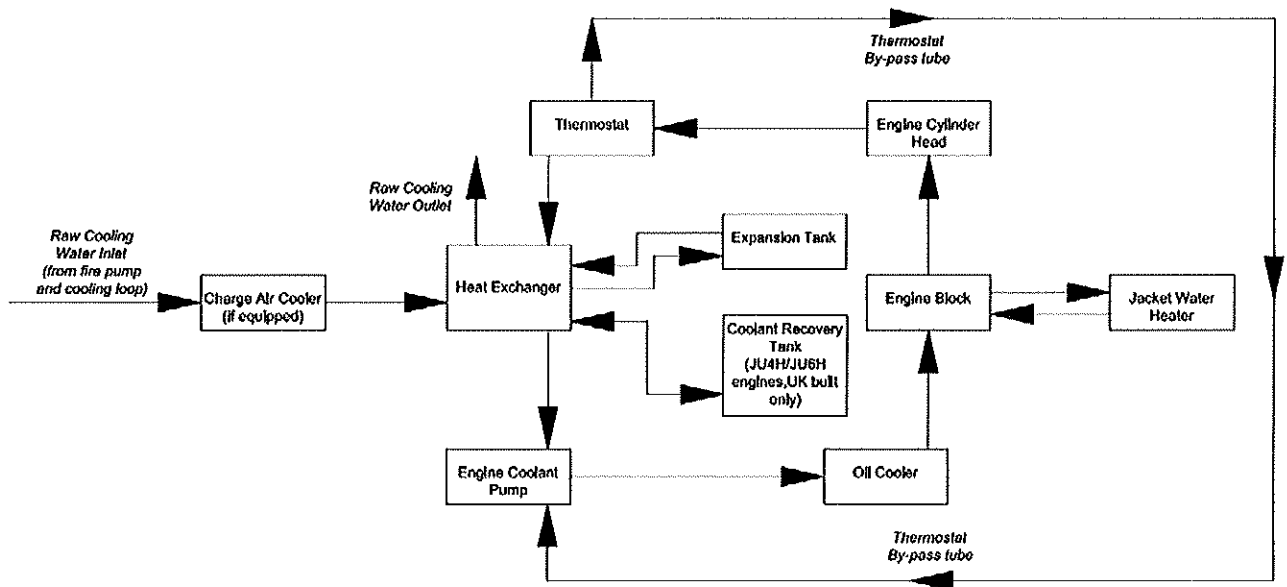 Thermostat
By-pass tube
Thermostat
Engine Cylinder
Head
Raw Cooling
Water Outlet
Raw Cooling
Water Inlet
(from fire pump
and cooling loop)
Charge Air Cooler
(if equipped)
Heat Exchanger
Expansion Tank
Engine Block
Jacket Water
Heater
Coolant Recovery
Tank
(JU4H/JU6H
engines,UK built
only)
Engine Coolant
Pump
Oil Cooler
Thermostat
By-pass tube